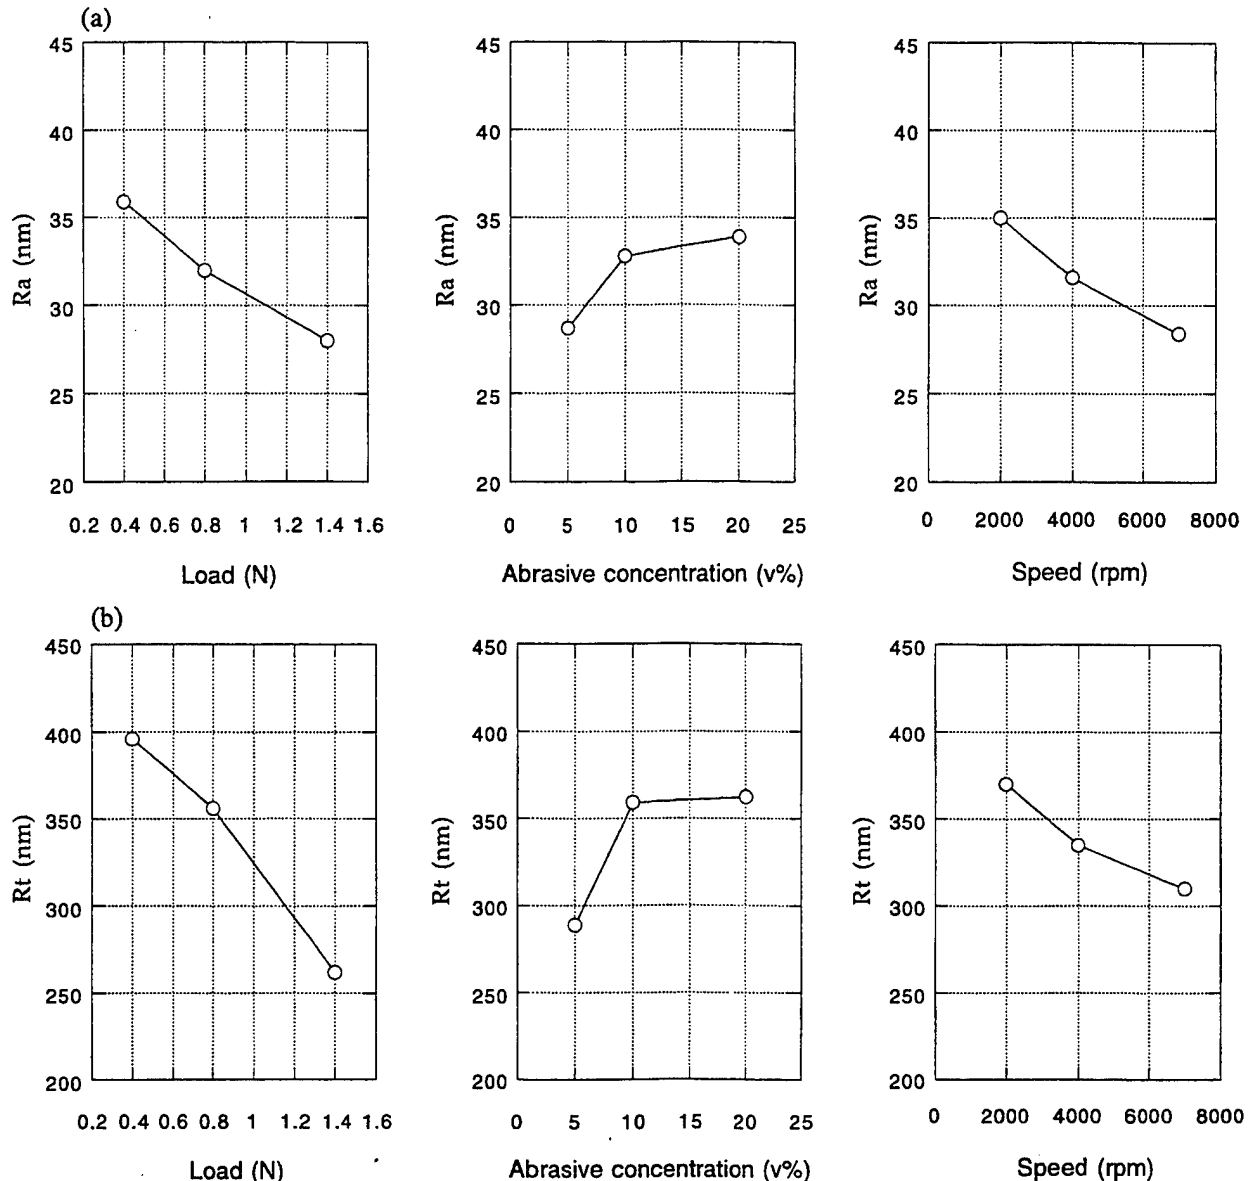 (a)
45
40
35
30
25
20
Ra (nm)
0.2 0.4 0.6 0.8 1 1.2 1.4 1.6
Load (N)
45
40
35
30
25
20
Ra (nm)
0 5 10 15 20 25
Abrasive concentration (v%)
45
40
35
30
25
20
Ra (nm)
0 2000 4000 6000 8000
Speed (rpm)
(b)
450
400
350
300
250
200
Rt (nm)
0.2 0.4 0.6 0.8 1 1.2 1.4 1.6
Load (N)
450
400
350
300
250
200
Rt (nm)
0 5 10 15 20 25
Abrasive concentration (v%)
450
400
350
300
250
200
Rt (nm)
0 2000 4000 6000 8000
Speed (rpm)